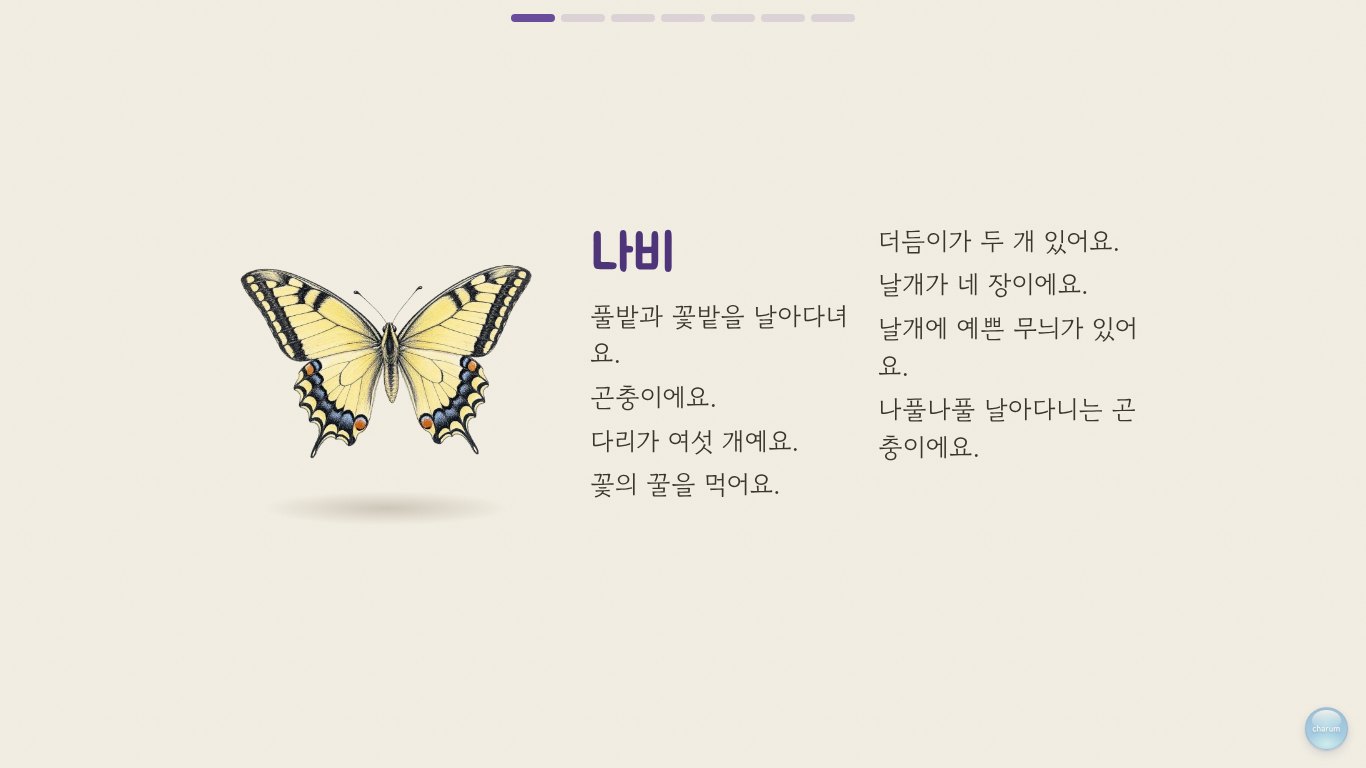 나비
풀밭과 꽃밭을 날아다녀
요.
곤충이에요.
다리가 여섯 개예요.
꽃의 꿀을 먹어요.
더듬이가 두 개 있어요.
날개가 네 장이에요.
날개에 예쁜 무늬가 있어
요.
나풀나풀 날아다니는 곤
충이에요.
charum